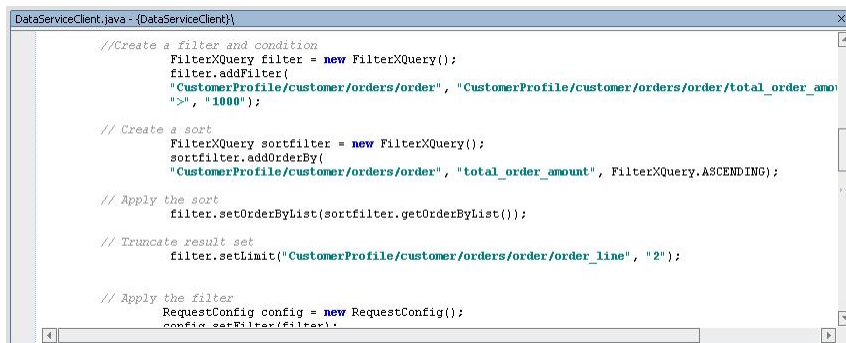 DataServiceClient.java - {DataServiceClient}\
//Create a filter and condition
FilterXQuery filter = new FilterXQuery();
filter.addFilter(
"CustomerProfile/customer/orders/order", "CustomerProfile/customer/orders/order/total_order_amou
">", "1000");
// Create a sort
FilterXQuery sortfilter = new FilterXQuery();
sortfilter.addOrderBy(
"CustomerProfile/customer/orders/order", "total_order_amount", FilterXQuery.ASCENDING);
// Apply the sort
filter.setOrderByList(sortfilter.getOrderByList());
// Truncate result set
filter.setLimit("CustomerProfile/customer/orders/order/order_line", "2");
// Apply the filter
RequestConfig config = new RequestConfig();
config.setFilter(filter);